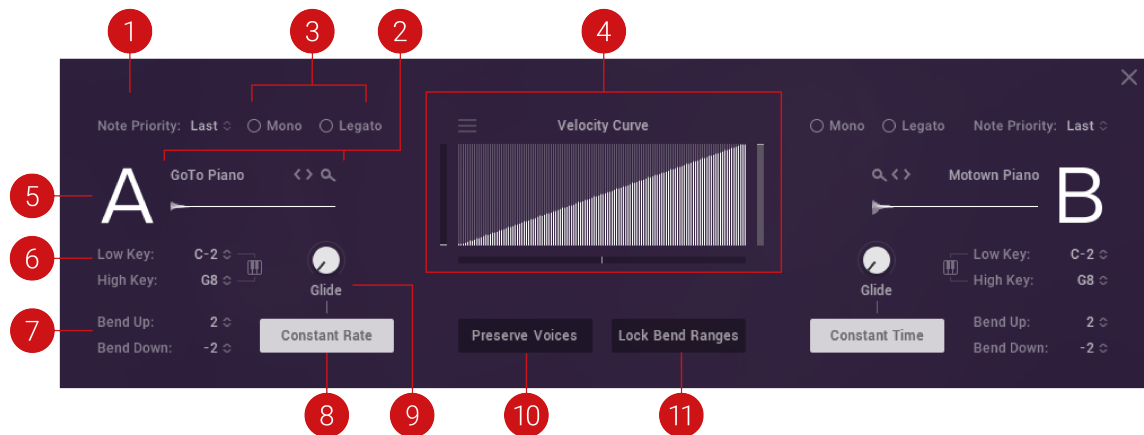 1 3 2 4
Note Priority: Last Mono Legato Velocity Curve Mono Legato Note Priority: Last
GoTo Piano Motown Piano
5 A B
6 Low Key: C-2 Low Key: C-2
High Key: G8 Glide Glide High Key: G8
7 Bend Up: 2 Bend Up: 2
Constant Rate Preserve Voices Lock Bend Ranges Constant Time
Bend Down: -2 Bend Down: -2
8 9 10 11